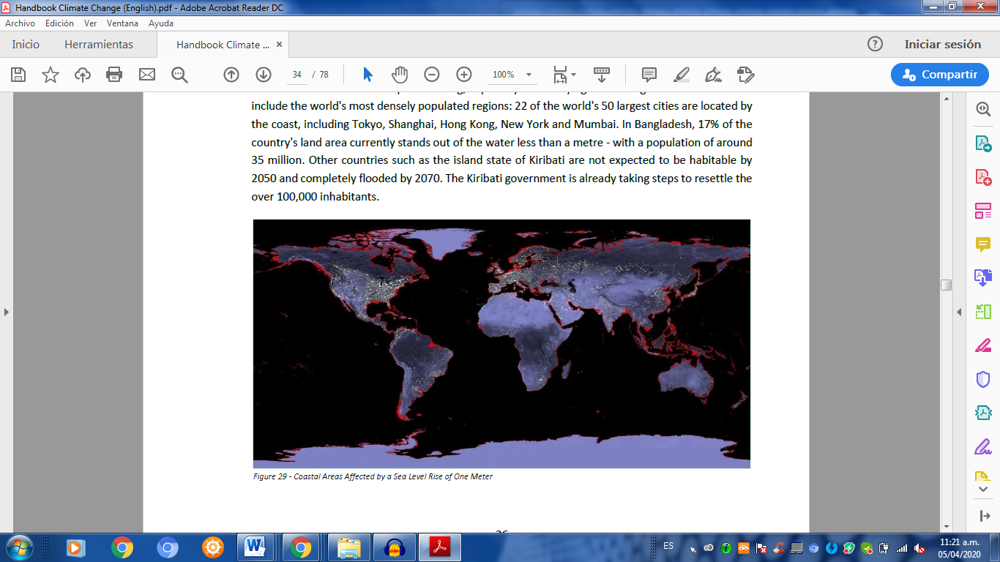 Handbook Climate Change (English).pdf - Adobe Acrobat Reader DC
Archivo Edición Ver Ventana Ayuda
Inicio Herramientas Handbook Climate ... × Iniciar sesión
34 / 78 100% Compartir
include the world's most densely populated regions: 22 of the world's 50 largest cities are located by
the coast, including Tokyo, Shanghai, Hong Kong, New York and Mumbai. In Bangladesh, 17% of the
country's land area currently stands out of the water less than a metre - with a population of around
35 million. Other countries such as the island state of Kiribati are not expected to be habitable by
2050 and completely flooded by 2070. The Kiribati government is already taking steps to resettle the
over 100,000 inhabitants.
Figure 29 - Coastal Areas Affected by a Sea Level Rise of One Meter
ES 11:21 a.m.
05/04/2020